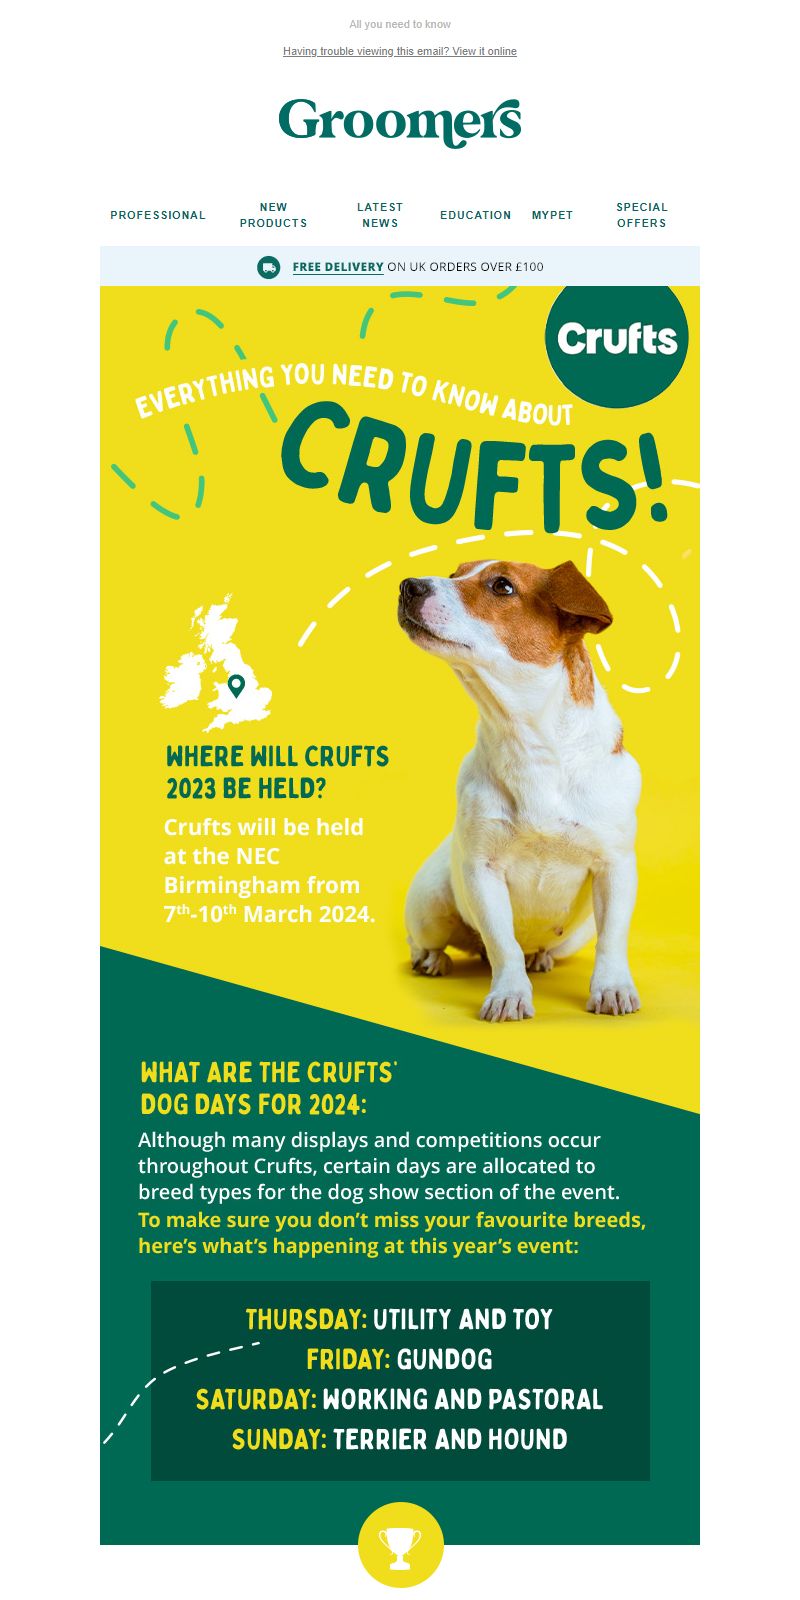 All you need to know
Having trouble viewing this email? View it online
Groomers
PROFESSIONAL
NEW
PRODUCTS
LATEST
NEWS
EDUCATION
MYPET
SPECIAL
OFFERS
FREE DELIVERY ON UK ORDERS OVER £100
Crufts
EVERYTHING YOU NEED TO KNOW ABOUT
CRUFTS!
WHERE WILL CRUFTS
2023 BE HELD?
Crufts will be held
at the NEC
Birmingham from
7th-10th March 2024.
WHAT ARE THE CRUFTS'
DOG DAYS FOR 2024:
Although many displays and competitions occur
throughout Crufts, certain days are allocated to
breed types for the dog show section of the event.
To make sure you don't miss your favourite breeds,
here's what's happening at this year's event:
THURSDAY: UTILITY AND TOY
FRIDAY: GUNDOG
SATURDAY: WORKING AND PASTORAL
SUNDAY: TERRIER AND HOUND